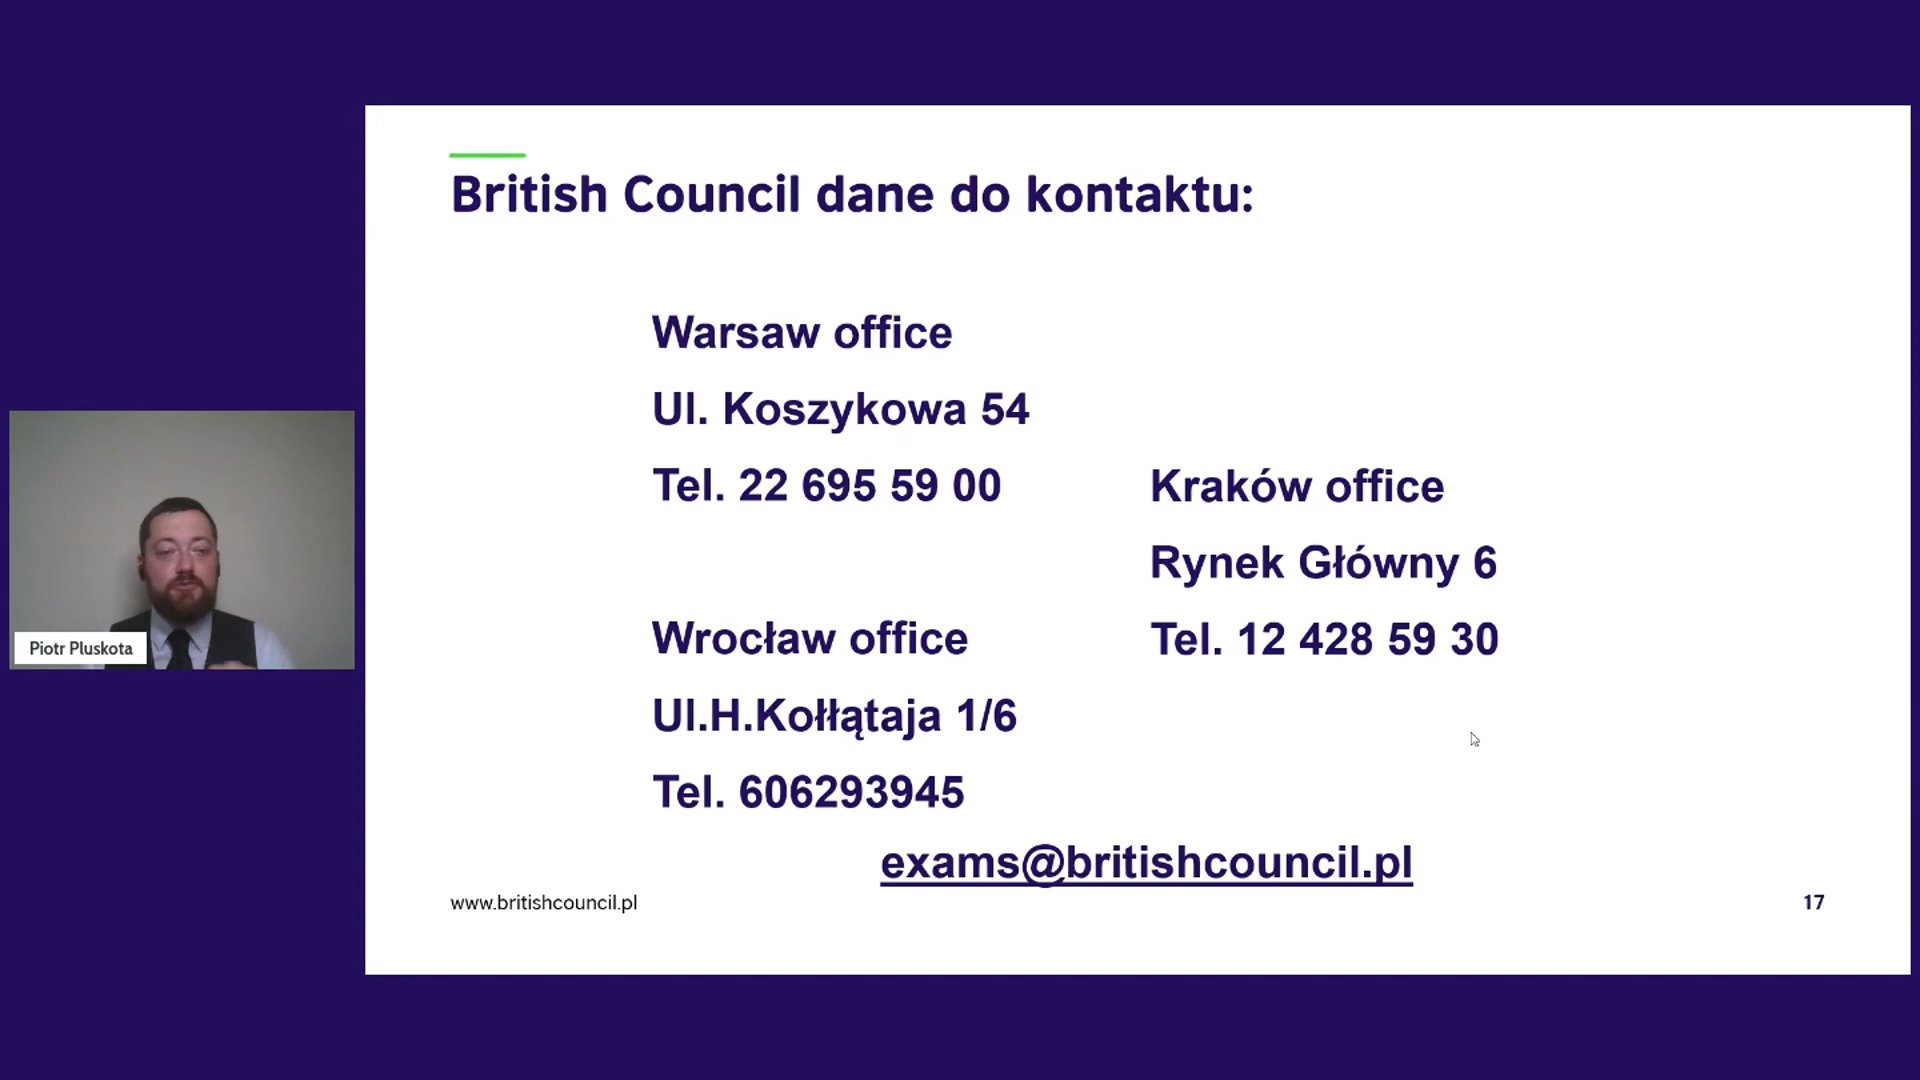 British Council dane do kontaktu:
Warsaw office
Ul. Koszykowa 54
Tel. 22 695 59 00
Wrocław office
Ul.H.Kołłątaja 1/6
Tel. 606293945
Kraków office
Rynek Główny 6
Tel. 12 428 59 30
exams@britishcouncil.pl
www.britishcouncil.pl
17
Piotr Pluskota